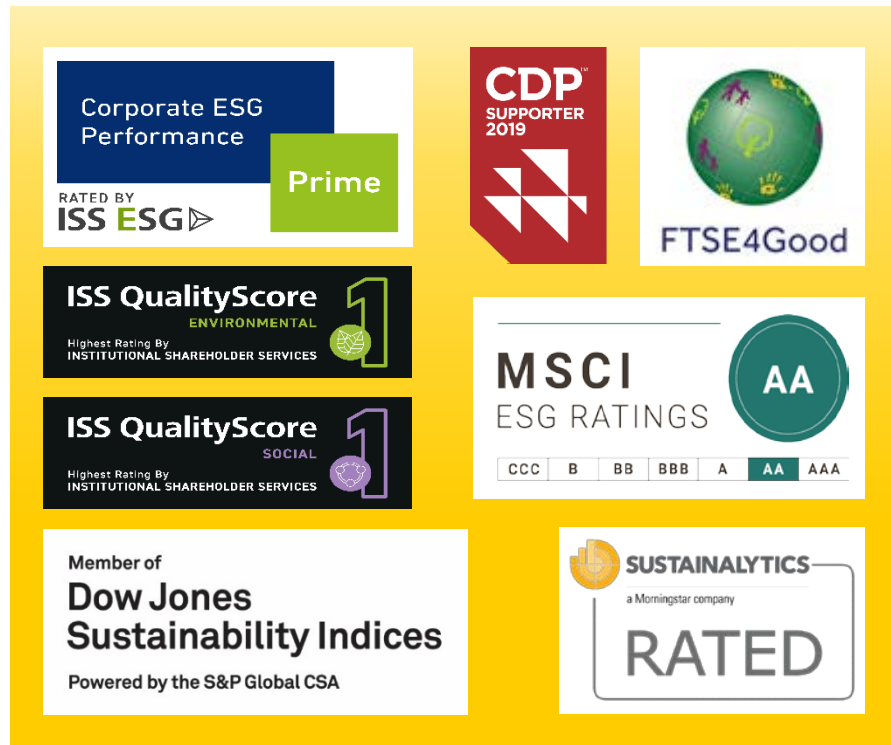 Corporate ESG
Performance
Prime
RATED BY
ISS ESG
CDP™
SUPPORTER
2019
FTSE4Good
ISS QualityScore
ENVIRONMENTAL
1
Highest Rating By
INSTITUTIONAL SHAREHOLDER SERVICES
MSCI
ESG RATINGS
AA
CCC B BB BBB A AA AAA
ISS QualityScore
SOCIAL
1
Highest Rating By
INSTITUTIONAL SHAREHOLDER SERVICES
Member of
Dow Jones
Sustainability Indices
Powered by the S&P Global CSA
SUSTAINALYTICS
a Morningstar company
RATED